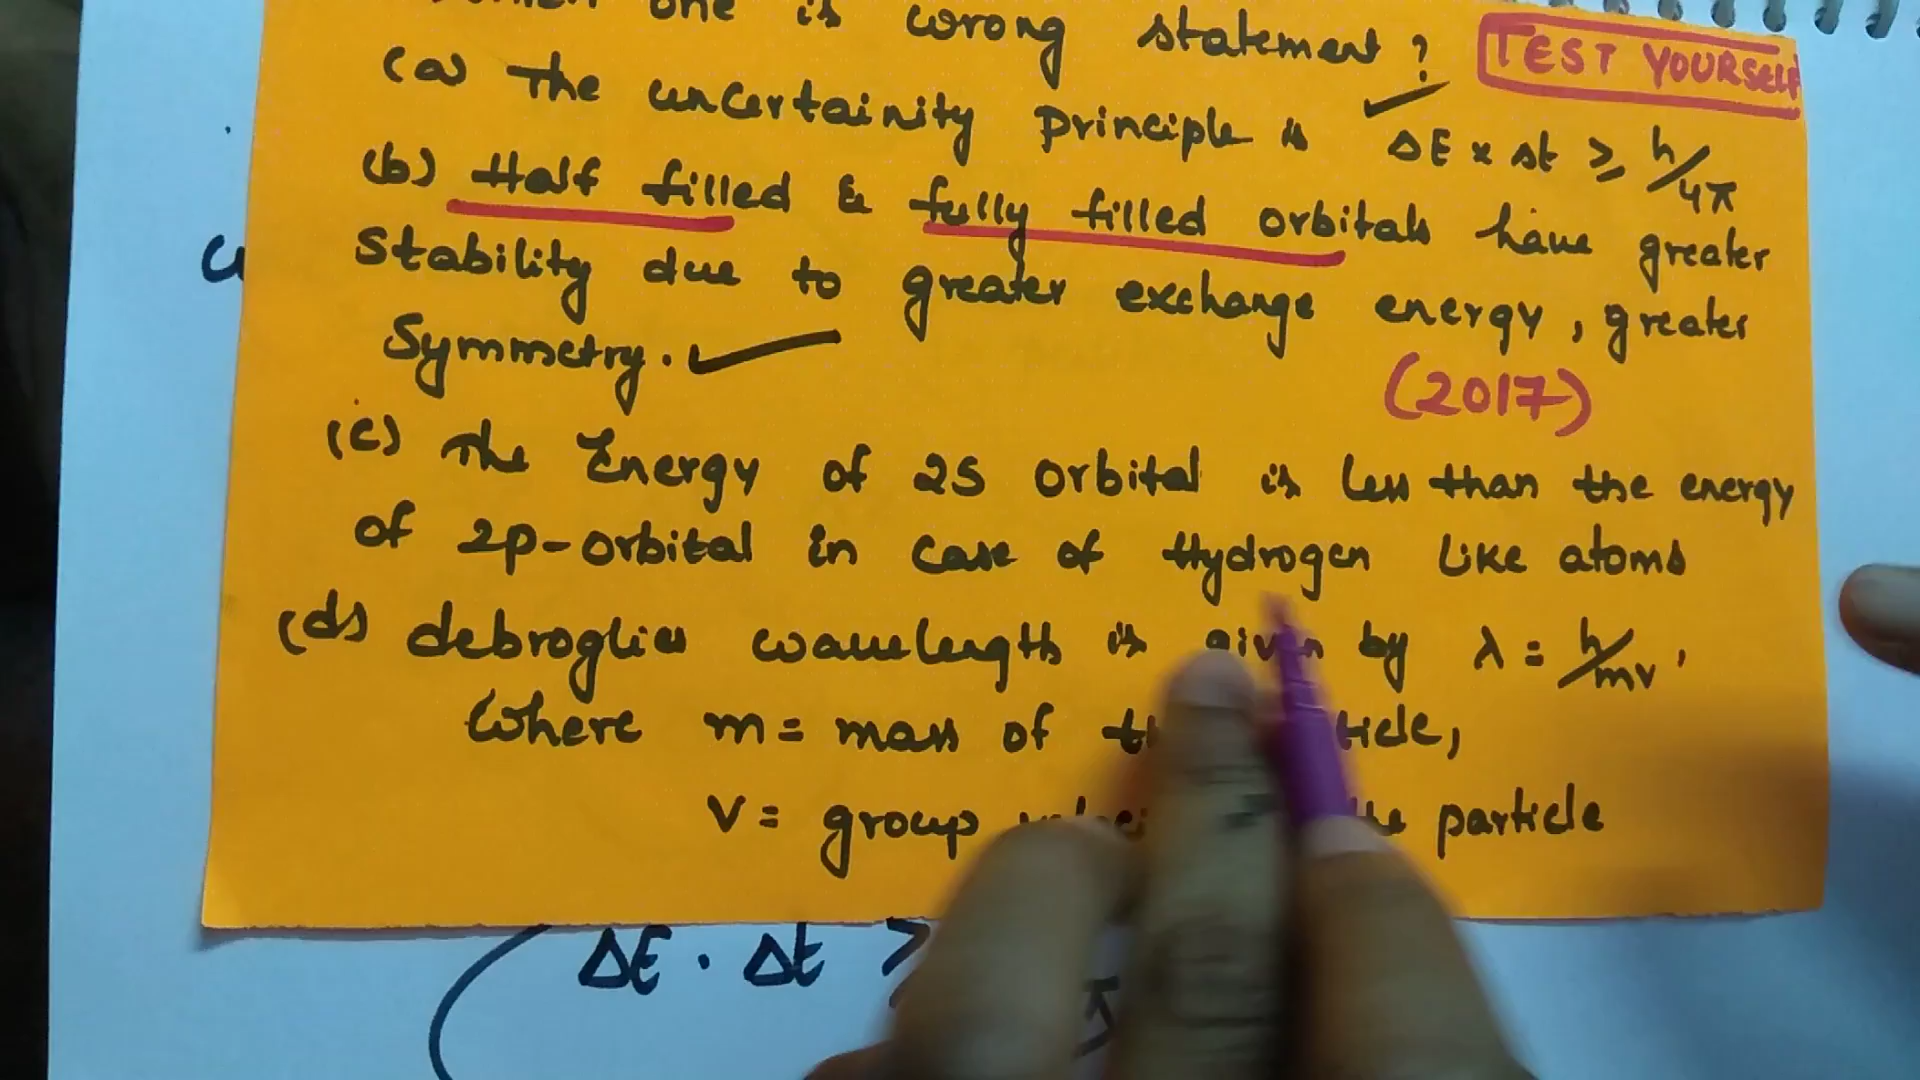 one is wrong statement ?
TEST YOURSELF
(a) The uncertainity principle is ΔE × Δt ≥ h/4π
(b) Half filled & fully filled orbitals have greater
Stability due to greater exchange energy, greater
Symmetry.
(2017)
(c) The Energy of 2S orbital is less than the energy
of 2p-orbital in case of Hydrogen like atoms
(d) debroglies wavelength is given by λ = h/mv,
Where m = mass of
V = group particle
ΔE . Δt